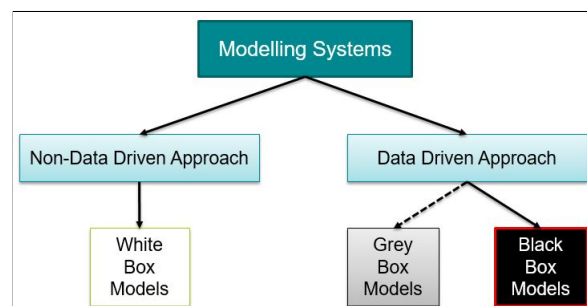 Modelling Systems
Non-Data Driven Approach
Data Driven Approach
White
Box
Models
Grey
Box
Models
Black
Box
Models